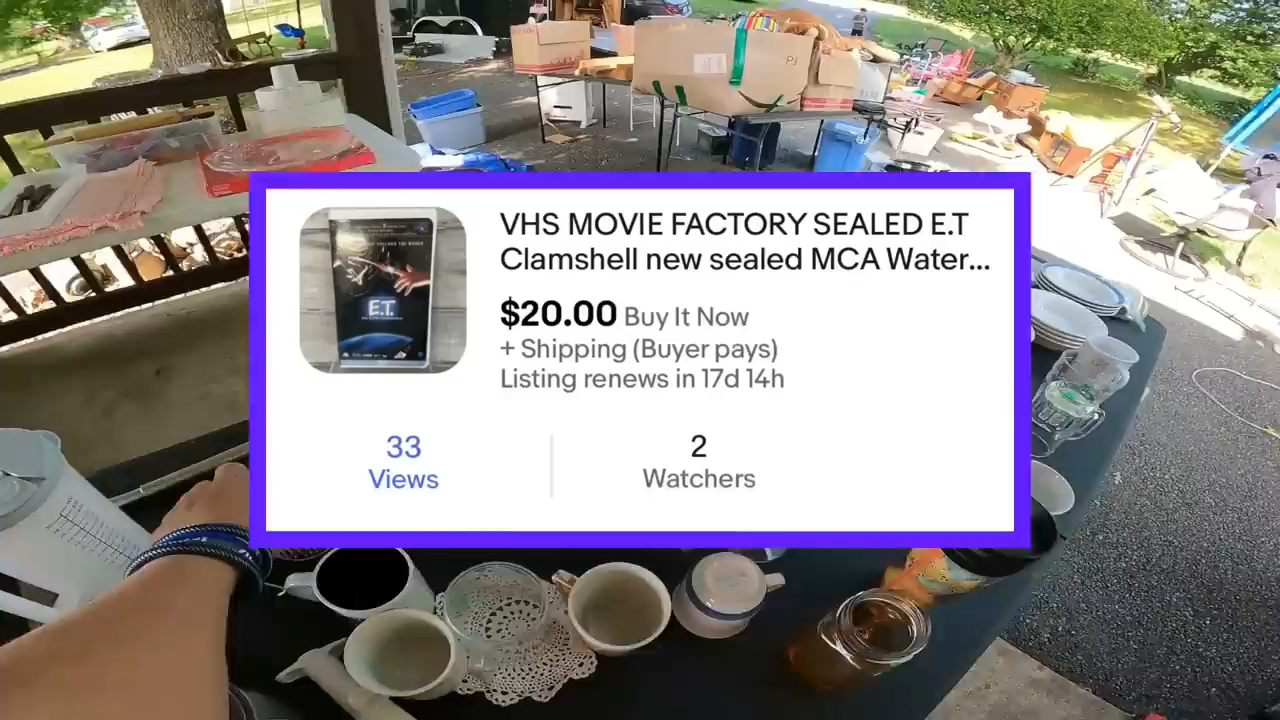 VHS MOVIE FACTORY SEALED E.T
Clamshell new sealed MCA Water...
$20.00 Buy It Now
+ Shipping (Buyer pays)
Listing renews in 17d 14h
33
Views
2
Watchers
E.T.